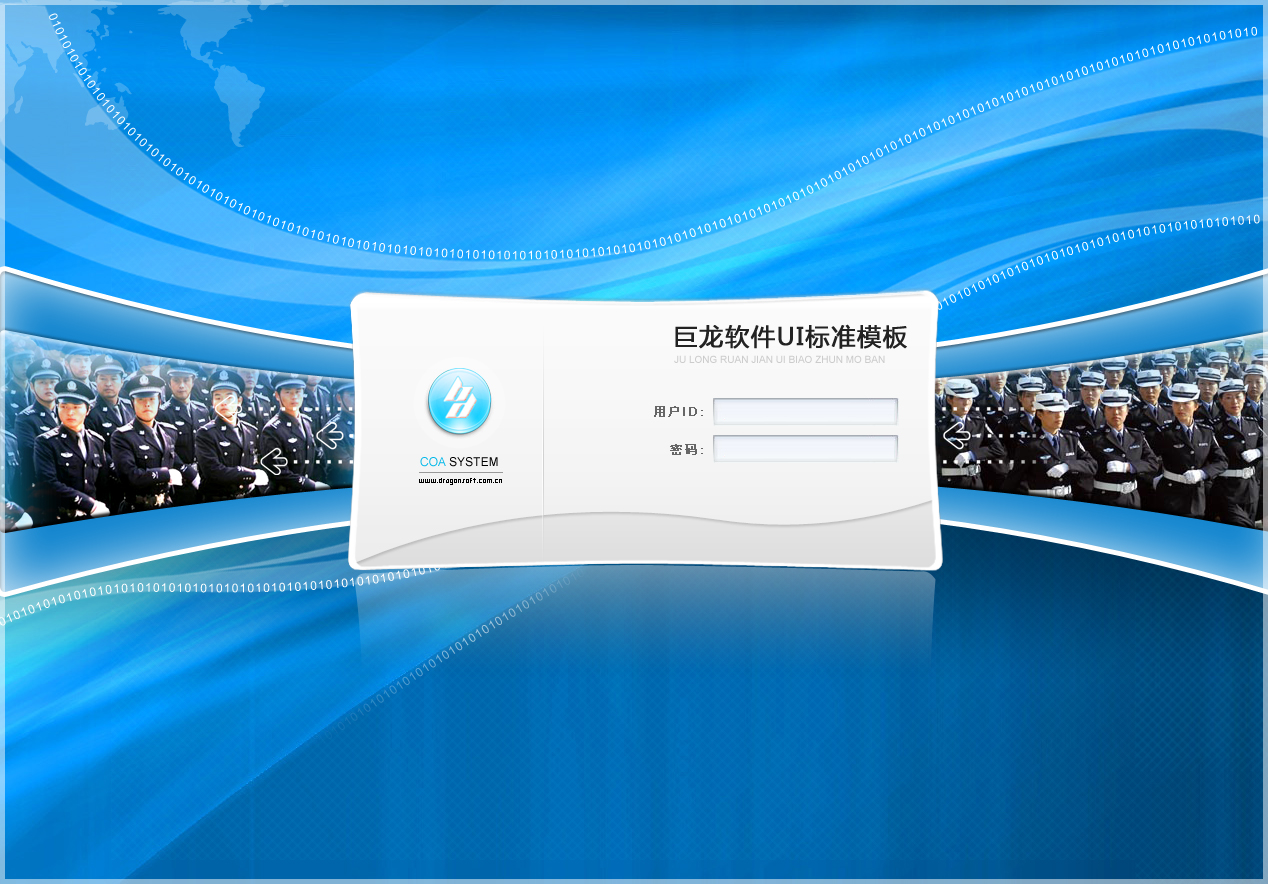 巨龙软件UI标准模板
JU LONG RUAN JIAN UI BIAO ZHUN MO BAN
用户ID:
密码:
COA SYSTEM
www.dragonsoft.com.cn